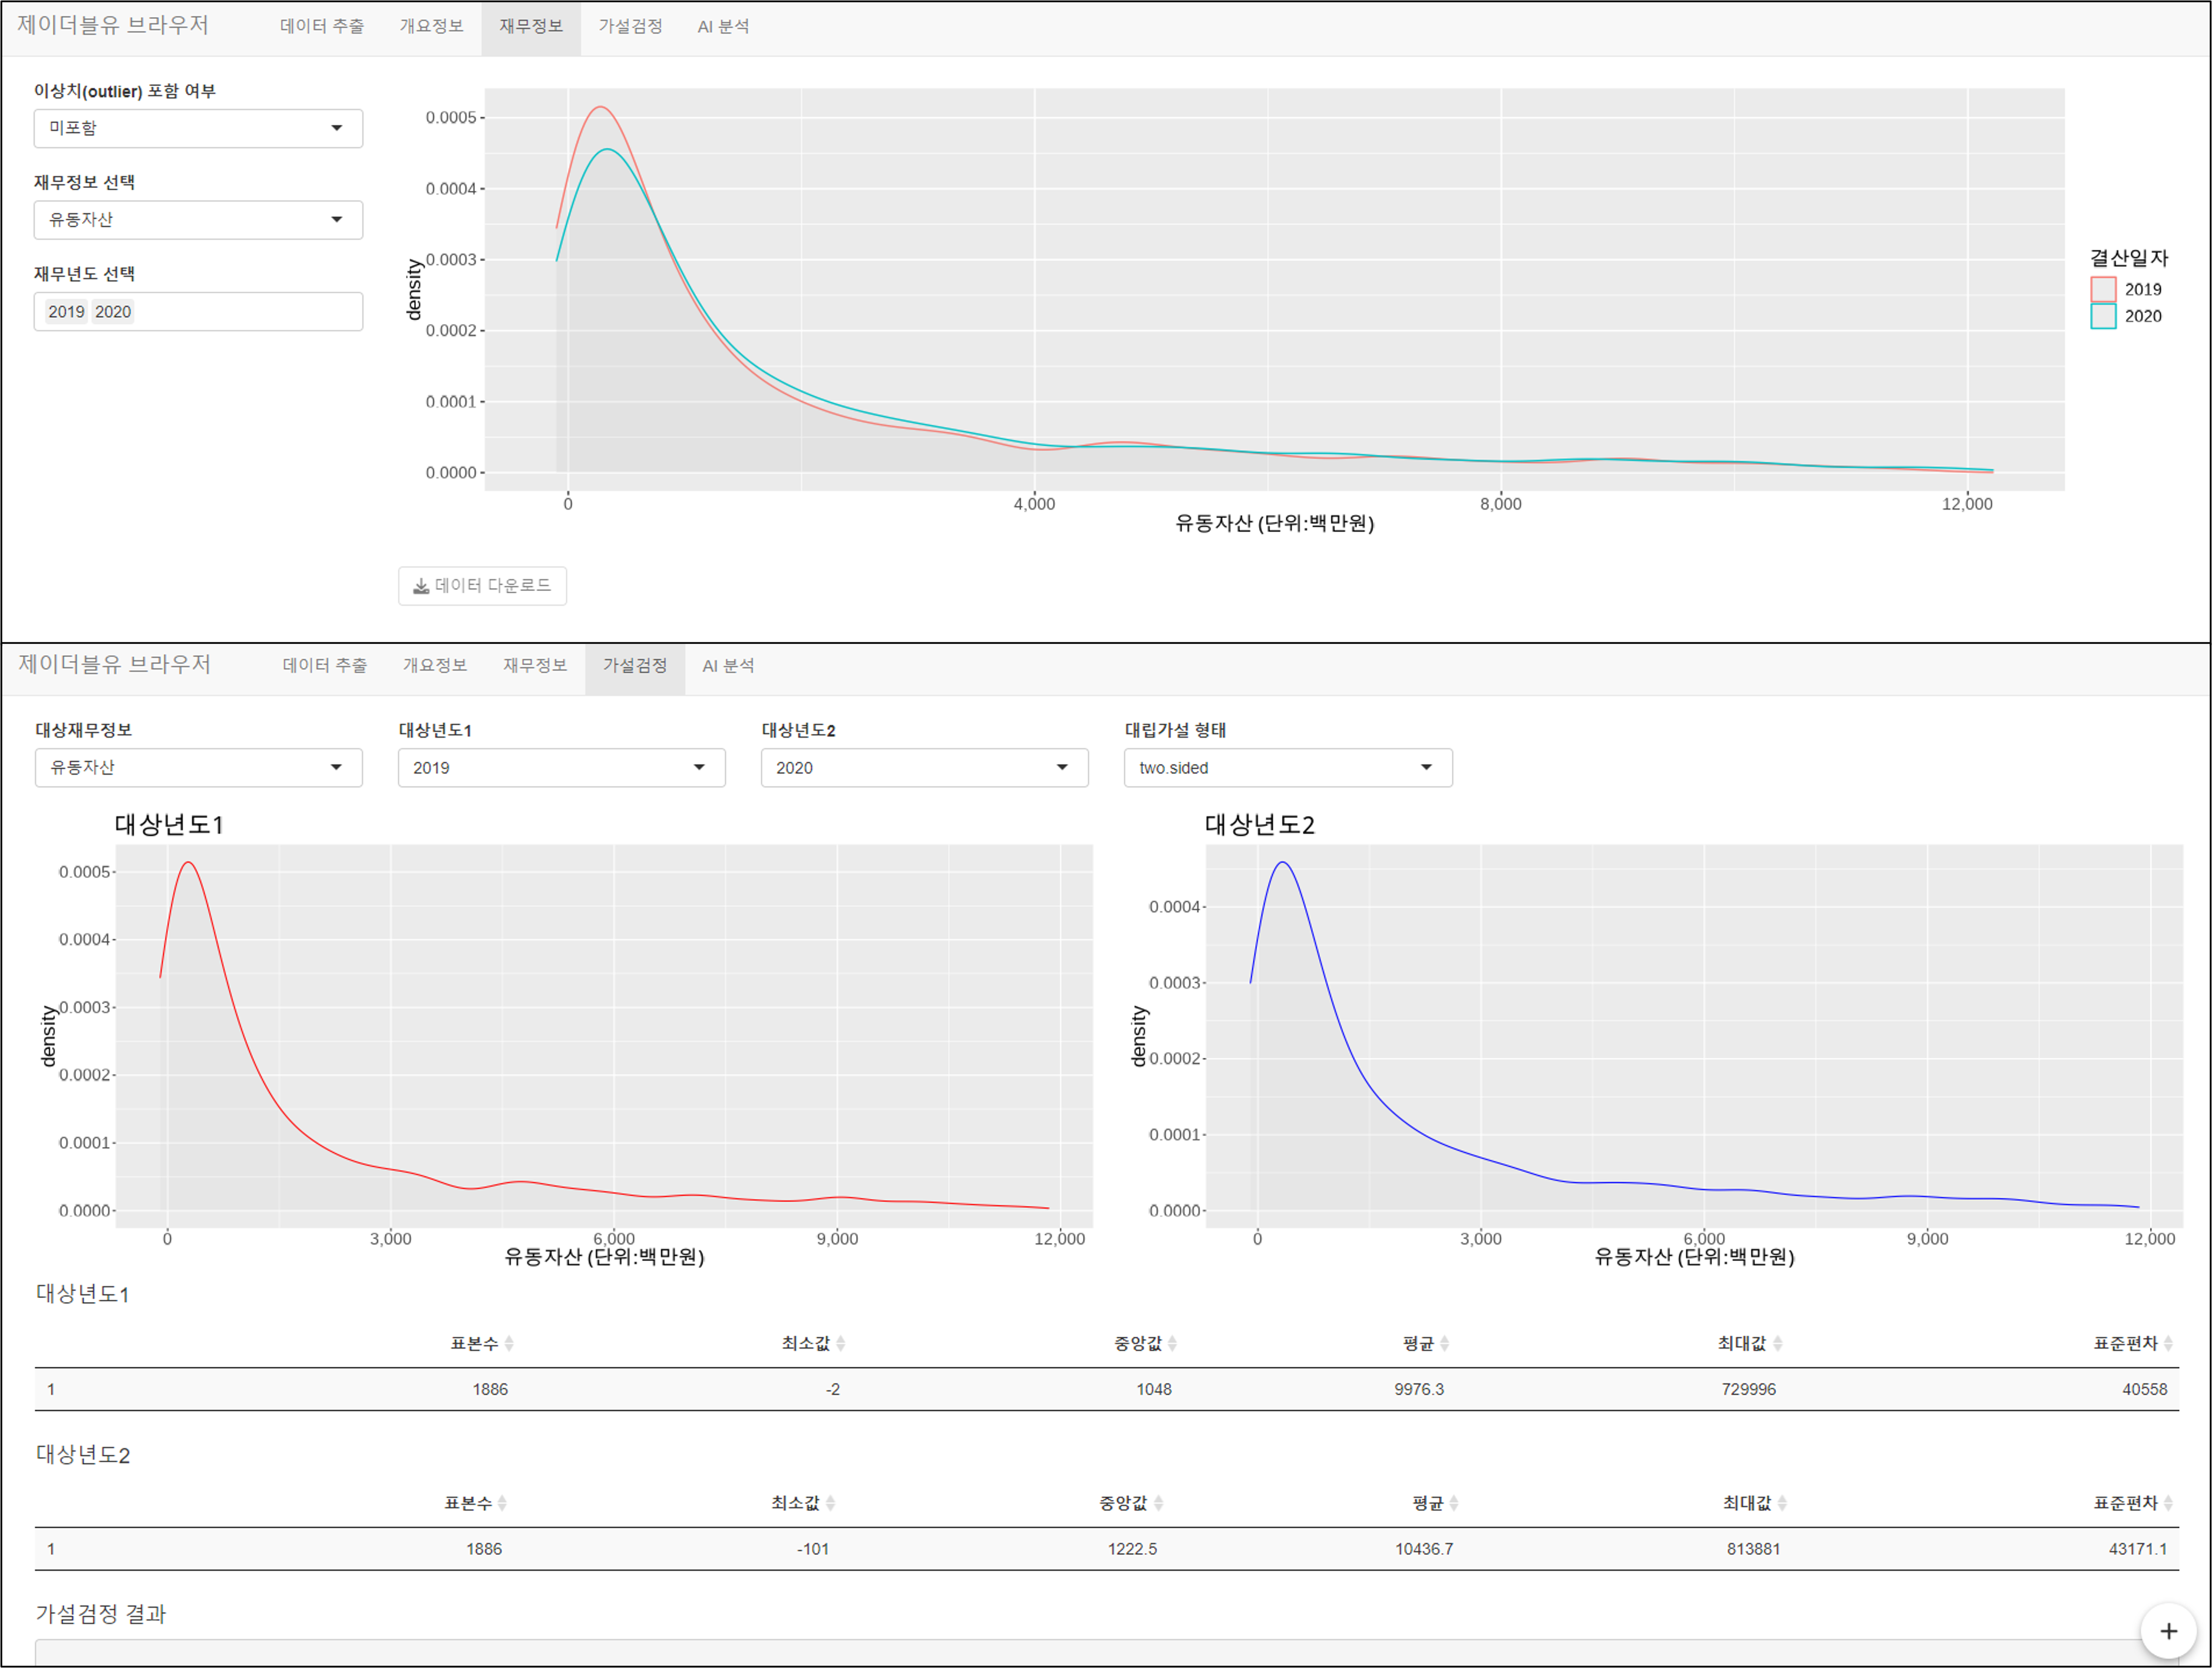 제이더블유 브라우저 데이터 추출 개요정보 재무정보 가설검정 AI 분석
이상치(outlier) 포함 여부
미포함
재무정보 선택
유동자산
재무년도 선택
2019 2020
0.0005
0.0004
0.0003
0.0002
0.0001
0.0000
density
0 4,000 8,000 12,000
유동자산 (단위:백만원)
결산일자
2019
2020
데이터 다운로드
제이더블유 브라우저 데이터 추출 개요정보 재무정보 가설검정 AI 분석
대상재무정보 대상년도1 대상년도2 대립가설 형태
유동자산 2019 2020 two.sided
대상년도1
0.0005
0.0004
0.0003
0.0002
0.0001
0.0000
density
0 3,000 6,000 9,000 12,000
유동자산 (단위:백만원)
대상년도2
0.0004
0.0003
0.0002
0.0001
0.0000
density
0 3,000 6,000 9,000 12,000
유동자산 (단위:백만원)
대상년도1
표본수 최소값 중앙값 평균 최대값 표준편차
1 1886 -2 1048 9976.3 729996 40558
대상년도2
표본수 최소값 중앙값 평균 최대값 표준편차
1 1886 -101 1222.5 10436.7 813881 43171.1
가설검정 결과
+